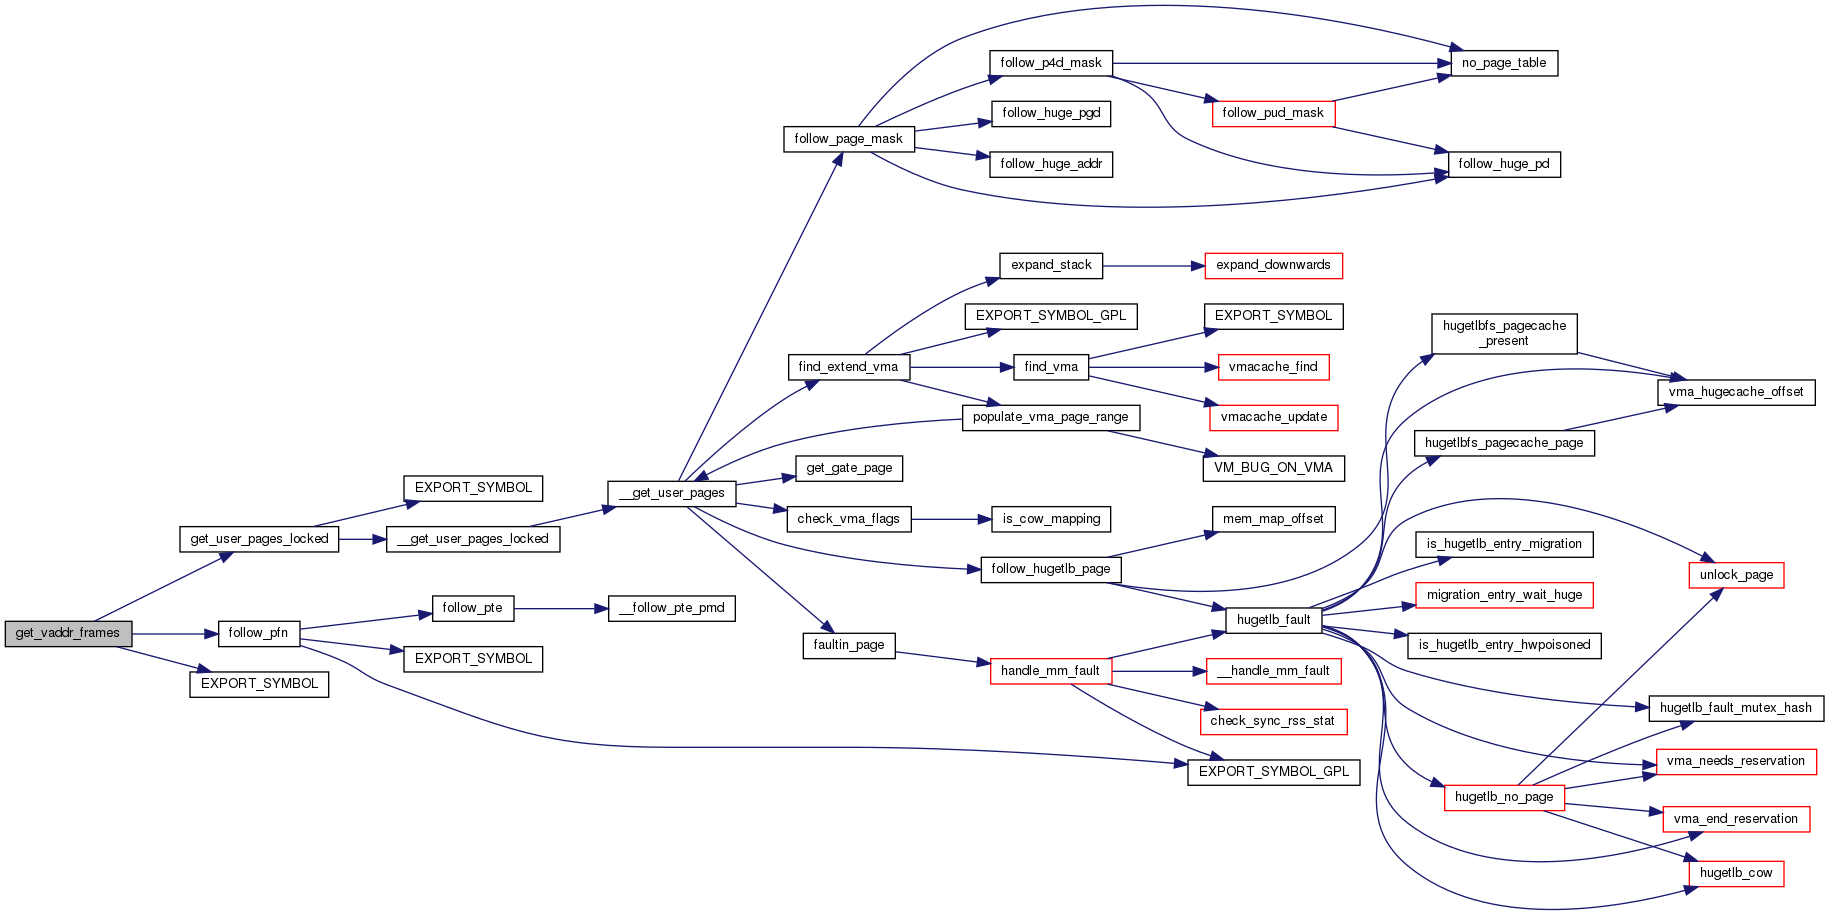 no_page_table
follow_p4d_mask
follow_huge_pgd
follow_pud_mask
follow_page_mask
follow_huge_addr
follow_huge_pd
expand_stack
expand_downwards
EXPORT_SYMBOL_GPL
EXPORT_SYMBOL
hugetlbfs_pagecache
_present
find_extend_vma
find_vma
vmacache_find
vma_hugecache_offset
populate_vma_page_range
vmacache_update
hugetlbfs_pagecache_page
get_gate_page
VM_BUG_ON_VMA
EXPORT_SYMBOL
__get_user_pages
check_vma_flags
is_cow_mapping
mem_map_offset
get_user_pages_locked
__get_user_pages_locked
is_hugetlb_entry_migration
follow_hugetlb_page
unlock_page
migration_entry_wait_huge
follow_pte
__follow_pte_pmd
hugetlb_fault
get_vaddr_frames
follow_pfn
faultin_page
is_hugetlb_entry_hwpoisoned
EXPORT_SYMBOL
handle_mm_fault
__handle_mm_fault
EXPORT_SYMBOL
hugetlb_fault_mutex_hash
check_sync_rss_stat
vma_needs_reservation
EXPORT_SYMBOL_GPL
hugetlb_no_page
vma_end_reservation
hugetlb_cow